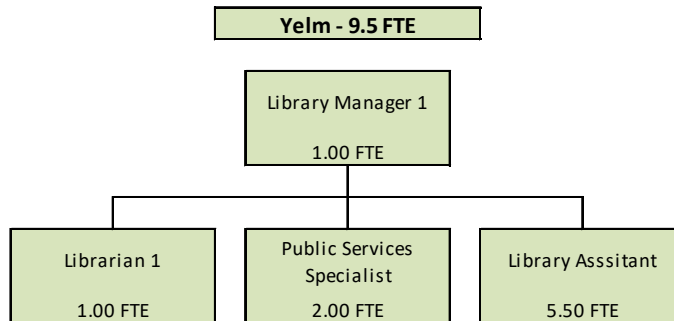 Yelm - 9.5 FTE
Library Manager 1
1.00 FTE
Librarian 1
1.00 FTE
Public Services
Specialist
2.00 FTE
Library Asssitant
5.50 FTE